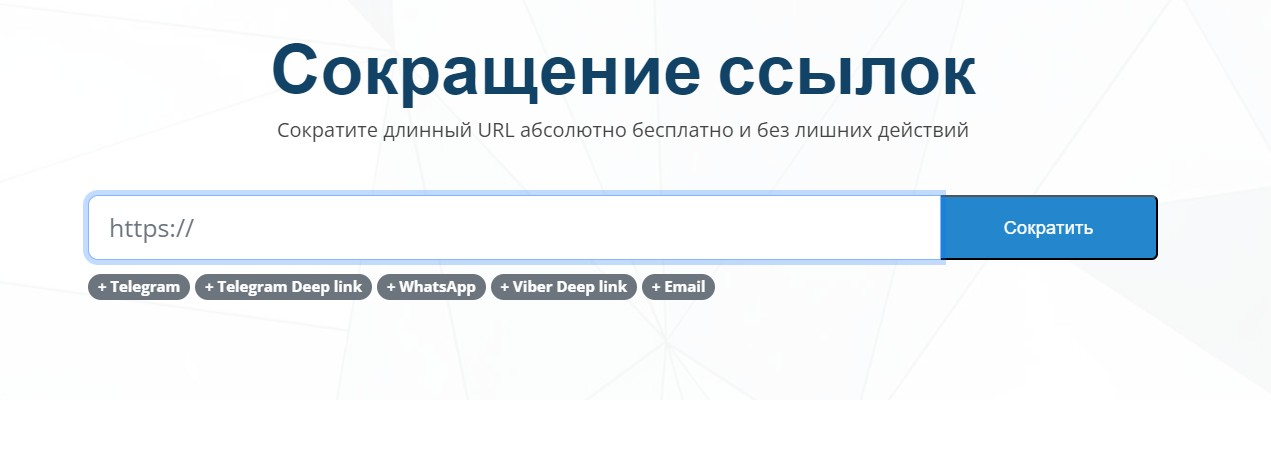 Сокращение ссылок
Сократите длинный URL абсолютно бесплатно и без лишних действий
https:// Сократить
+ Telegram + Telegram Deep link + WhatsApp + Viber Deep link + Email